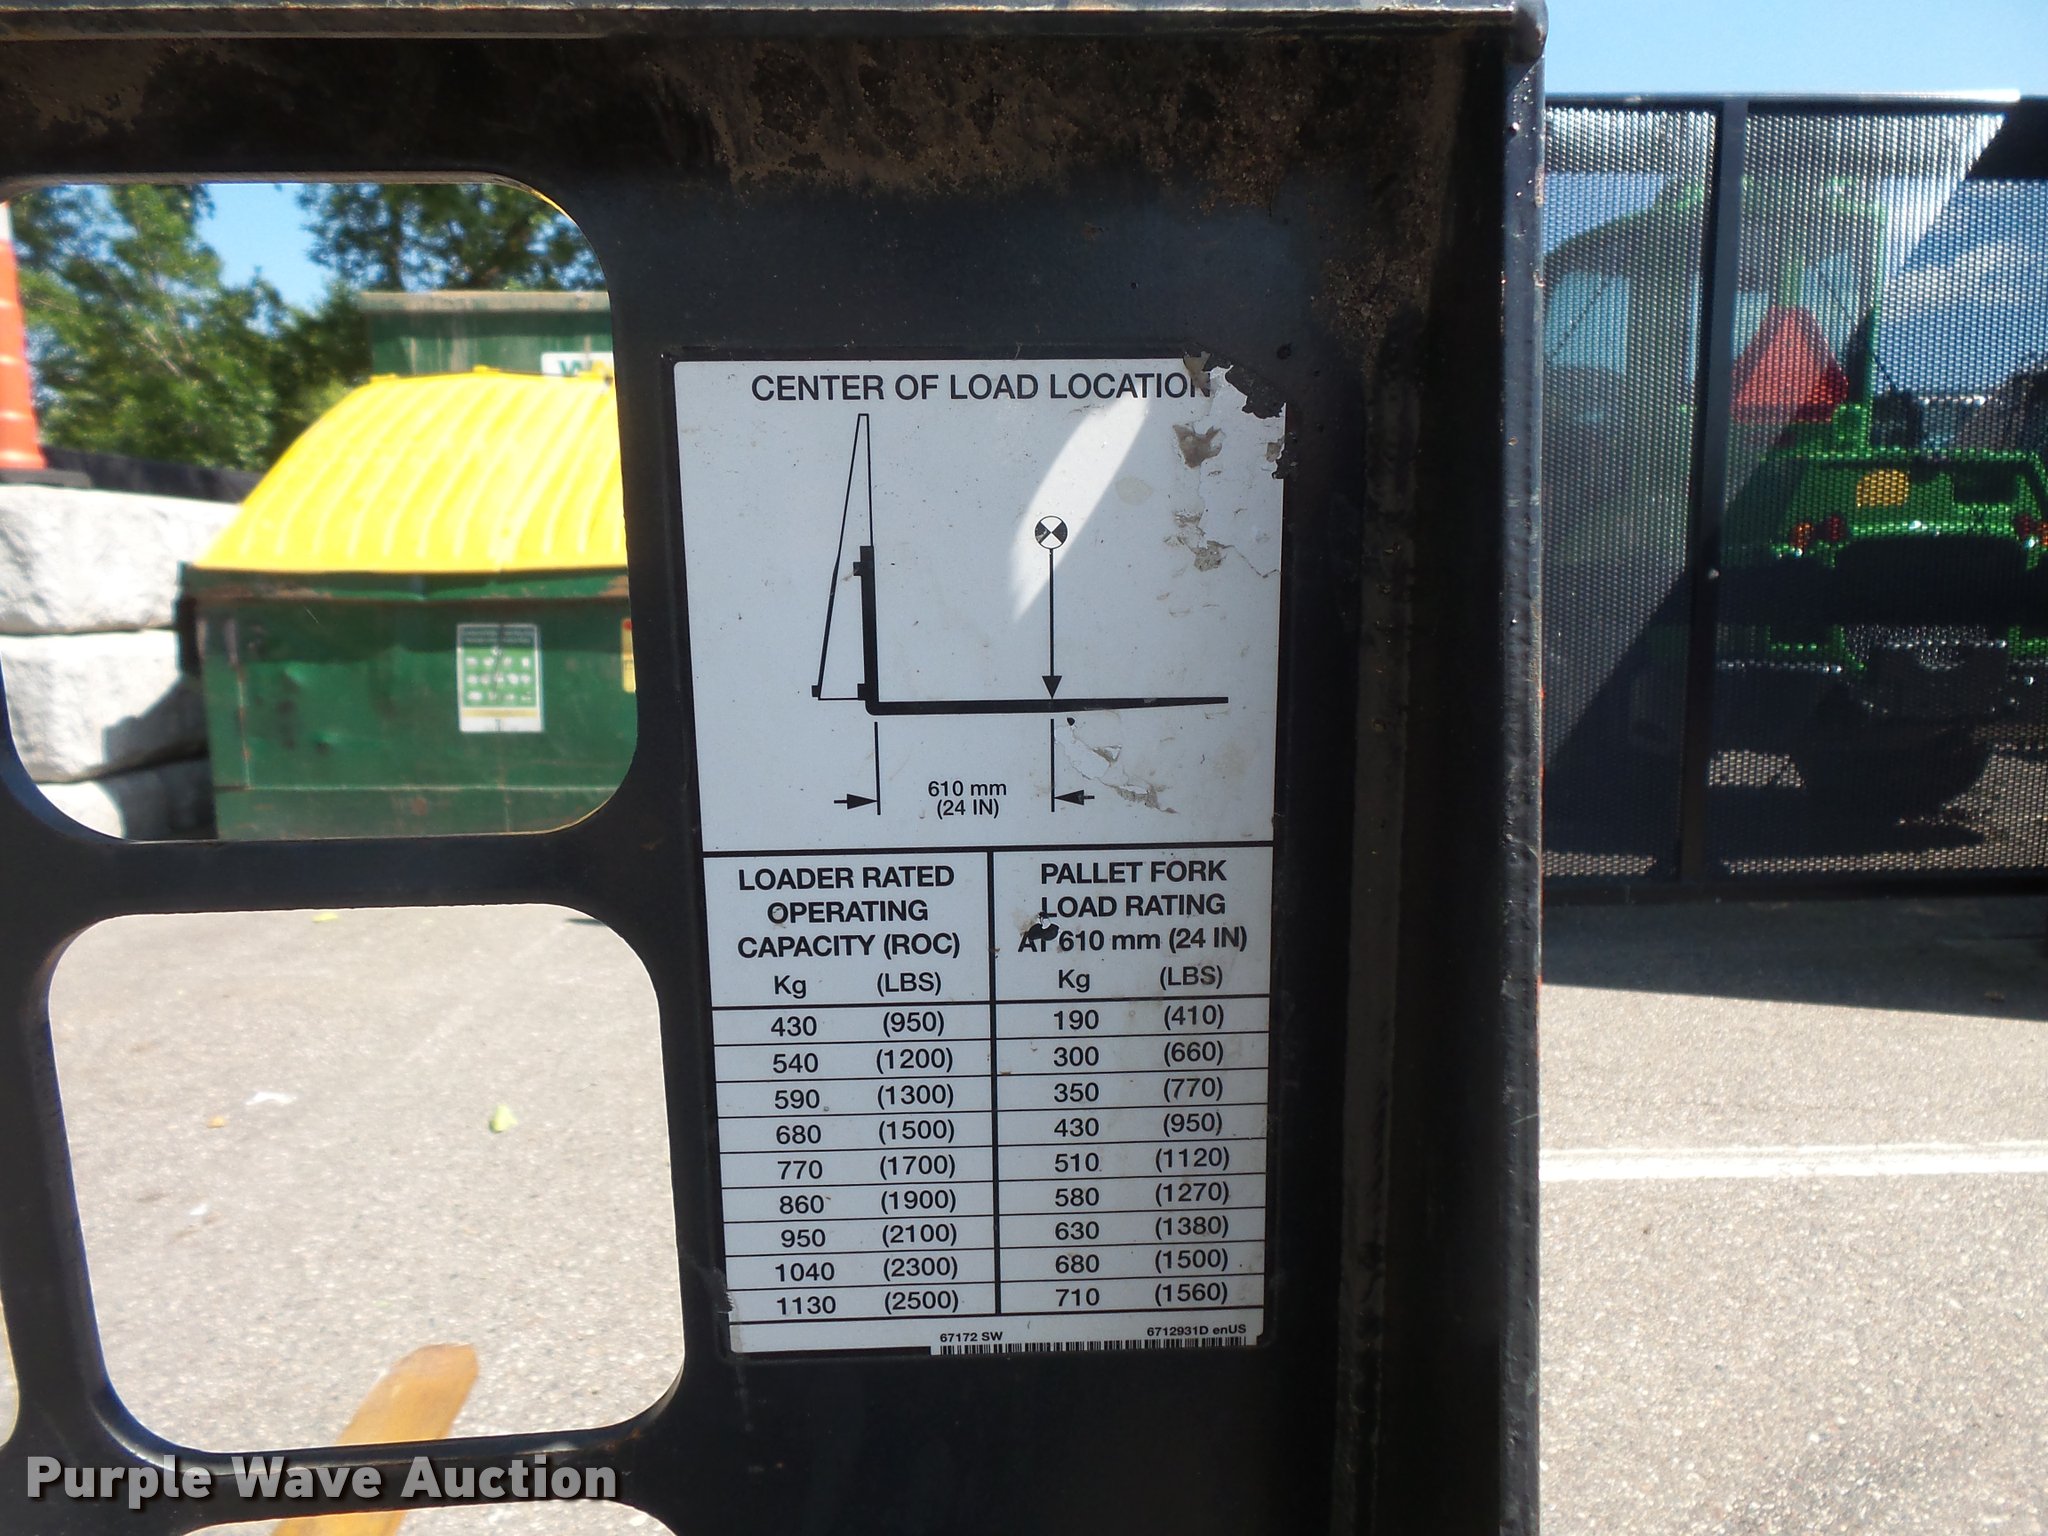 CENTER OF LOAD LOCATION
610 mm
(24 IN)
LOADER RATED
OPERATING
CAPACITY (ROC)
Kg (LBS)
PALLET FORK
LOAD RATING
AT 610 mm (24 IN)
Kg (LBS)
430 (950) 190 (410)
540 (1200) 300 (660)
590 (1300) 350 (770)
680 (1500) 430 (950)
770 (1700) 510 (1120)
860 (1900) 580 (1270)
950 (2100) 630 (1380)
1040 (2300) 680 (1500)
1130 (2500) 710 (1560)
67172 SW 6712931D enUS
Purple Wave Auction